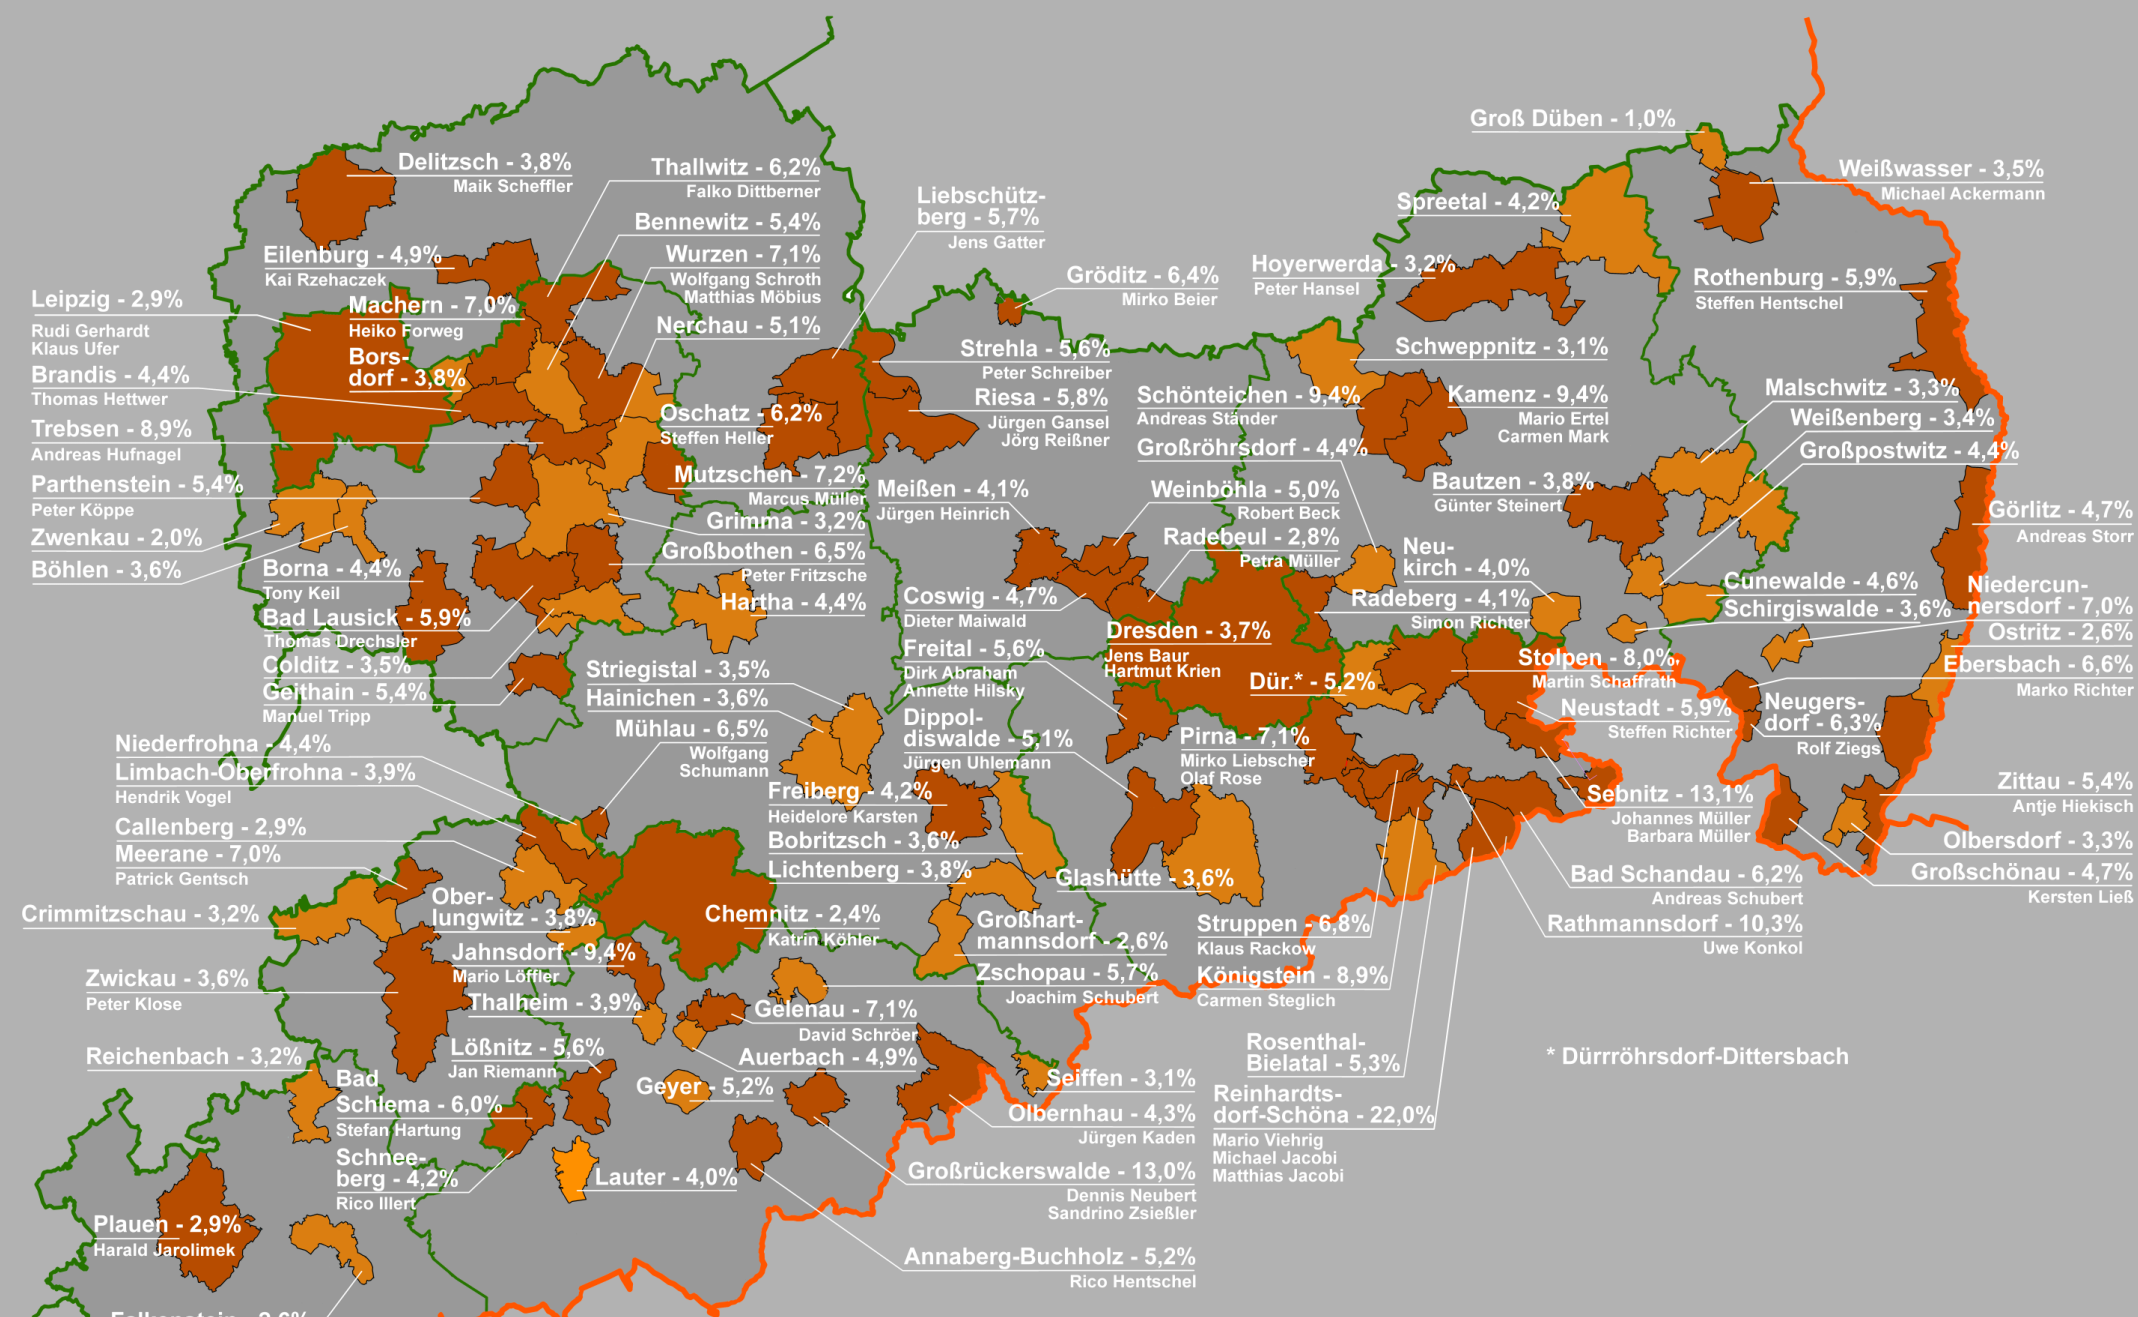 Groß Düben - 1,0%
Delitzsch - 3,8%
Maik Scheffler
Thallwitz - 6,2%
Falko Dittberner
Weißwasser - 3,5%
Michael Ackermann
Liebschütz-
berg - 5,7%
Jens Gatter
Spreetal - 4,2%
Bennewitz - 5,4%
Eilenburg - 4,9%
Kai Rzehaczek
Wurzen - 7,1%
Wolfgang Schroth
Matthias Möbius
Gröditz - 6,4%
Mirko Beier
Hoyerwerda - 3,2%
Peter Hansel
Rothenburg - 5,9%
Steffen Hentschel
Leipzig - 2,9%
Rudi Gerhardt
Klaus Ufer
Machern - 7,0%
Heiko Forweg
Nerchau - 5,1%
Bors-
dorf - 3,8%
Strehla - 5,6%
Peter Schreiber
Schweppnitz - 3,1%
Brandis - 4,4%
Thomas Hettwer
Riesa - 5,8%
Jürgen Gansel
Jörg Reißner
Schönteichen - 9,4%
Andreas Ständer
Kamenz - 9,4%
Mario Ertel
Carmen Mark
Malschwitz - 3,3%
Weißenberg - 3,4%
Oschatz - 6,2%
Steffen Heller
Trebsen - 8,9%
Andreas Hufnagel
Großröhrsdorf - 4,4%
Großpostwitz - 4,4%
Mutzschen - 7,2%
Marcus Müller
Parthenstein - 5,4%
Peter Köppe
Meißen - 4,1%
Jürgen Heinrich
Weinböhla - 5,0%
Robert Beck
Bautzen - 3,8%
Günter Steinert
Görlitz - 4,7%
Andreas Storr
Grimma - 3,2%
Zwenkau - 2,0%
Radebeul - 2,8%
Petra Müller
Großbothen - 6,5%
Peter Fritzsche
Neu-
kirch - 4,0%
Böhlen - 3,6%
Borna - 4,4%
Tony Keil
Cunewalde - 4,6%
Niedercun-
nersdorf - 7,0%
Hartha - 4,4%
Coswig - 4,7%
Dieter Maiwald
Radeberg - 4,1%
Simon Richter
Schirgiswalde - 3,6%
Bad Lausick - 5,9%
Thomas Drechsler
Dresden - 3,7%
Jens Baur
Hartmut Krien
Ostritz - 2,6%
Freital - 5,6%
Dirk Abraham
Annette Hilsky
Stolpen - 8,0%
Martin Schaffrath
Ebersbach - 6,6%
Marko Richter
Colditz - 3,5%
Striegistal - 3,5%
Dür.* - 5,2%
Geithain - 5,4%
Manuel Tripp
Hainichen - 3,6%
Neustadt - 5,9%
Steffen Richter
Neugers-
dorf - 6,3%
Rolf Ziegs
Mühlau - 6,5%
Wolfgang
Schumann
Dippol-
diswalde - 5,1%
Jürgen Uhlemann
Pirna - 7,1%
Mirko Liebscher
Olaf Rose
Niederfrohna - 4,4%
Limbach-Oberfrohna - 3,9%
Hendrik Vogel
Zittau - 5,4%
Antje Hiekisch
Freiberg - 4,2%
Heidelore Karsten
Sebnitz - 13,1%
Johannes Müller
Barbara Müller
Callenberg - 2,9%
Bobritzsch - 3,6%
Olbersdorf - 3,3%
Meerane - 7,0%
Patrick Gentsch
Lichtenberg - 3,8%
Glashütte - 3,6%
Bad Schandau - 6,2%
Andreas Schubert
Großschönau - 4,7%
Kersten Ließ
Ober-
lungwitz - 3,8%
Crimmitzschau - 3,2%
Chemnitz - 2,4%
Katrin Köhler
Großhart-
mannsdorf - 2,6%
Struppen - 6,8%
Klaus Rackow
Rathmannsdorf - 10,3%
Uwe Konkol
Jahnsdorf - 9,4%
Mario Löffler
Zwickau - 3,6%
Peter Klose
Zschopau - 5,7%
Joachim Schubert
Königstein - 8,9%
Carmen Steglich
Thalheim - 3,9%
Gelenau - 7,1%
David Schröer
Reichenbach - 3,2%
Lößnitz - 5,6%
Jan Riemann
Auerbach - 4,9%
Rosenthal-
Bielatal - 5,3%
* Dürrröhrsdorf-Dittersbach
Bad
Schlema - 6,0%
Stefan Hartung
Geyer - 5,2%
Seiffen - 3,1%
Reinhardts-
dorf-Schöna - 22,0%
Mario Viehrig
Michael Jacobi
Matthias Jacobi
Olbernhau - 4,3%
Jürgen Kaden
Schnee-
berg - 4,2%
Rico Illert
Lauter - 4,0%
Großrückerswalde - 13,0%
Dennis Neubert
Sandrino Zsießler
Plauen - 2,9%
Harald Jarolimek
Annaberg-Buchholz - 5,2%
Rico Hentschel